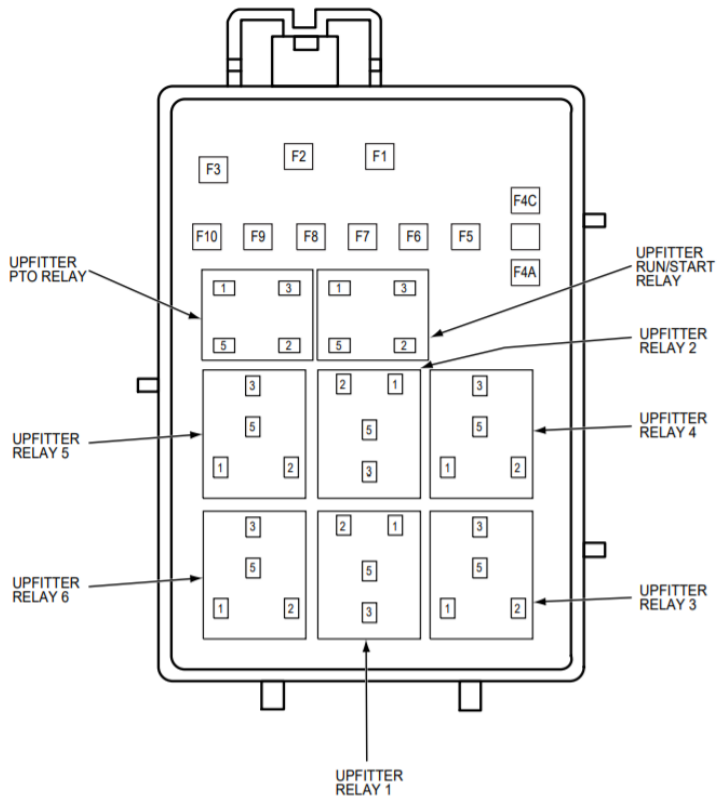 F3
F2
F1
F4C
F10
F9
F8
F7
F6
F5
F4A
UPFITTER
PTO RELAY
UPFITTER
RUN/START
RELAY
1
3
1
3
5
2
5
2
UPFITTER
RELAY 2
3
2
1
3
5
5
5
1
2
3
1
2
UPFITTER
RELAY 5
UPFITTER
RELAY 4
3
2
1
3
5
5
5
1
2
3
1
2
UPFITTER
RELAY 6
UPFITTER
RELAY 3
UPFITTER
RELAY 1